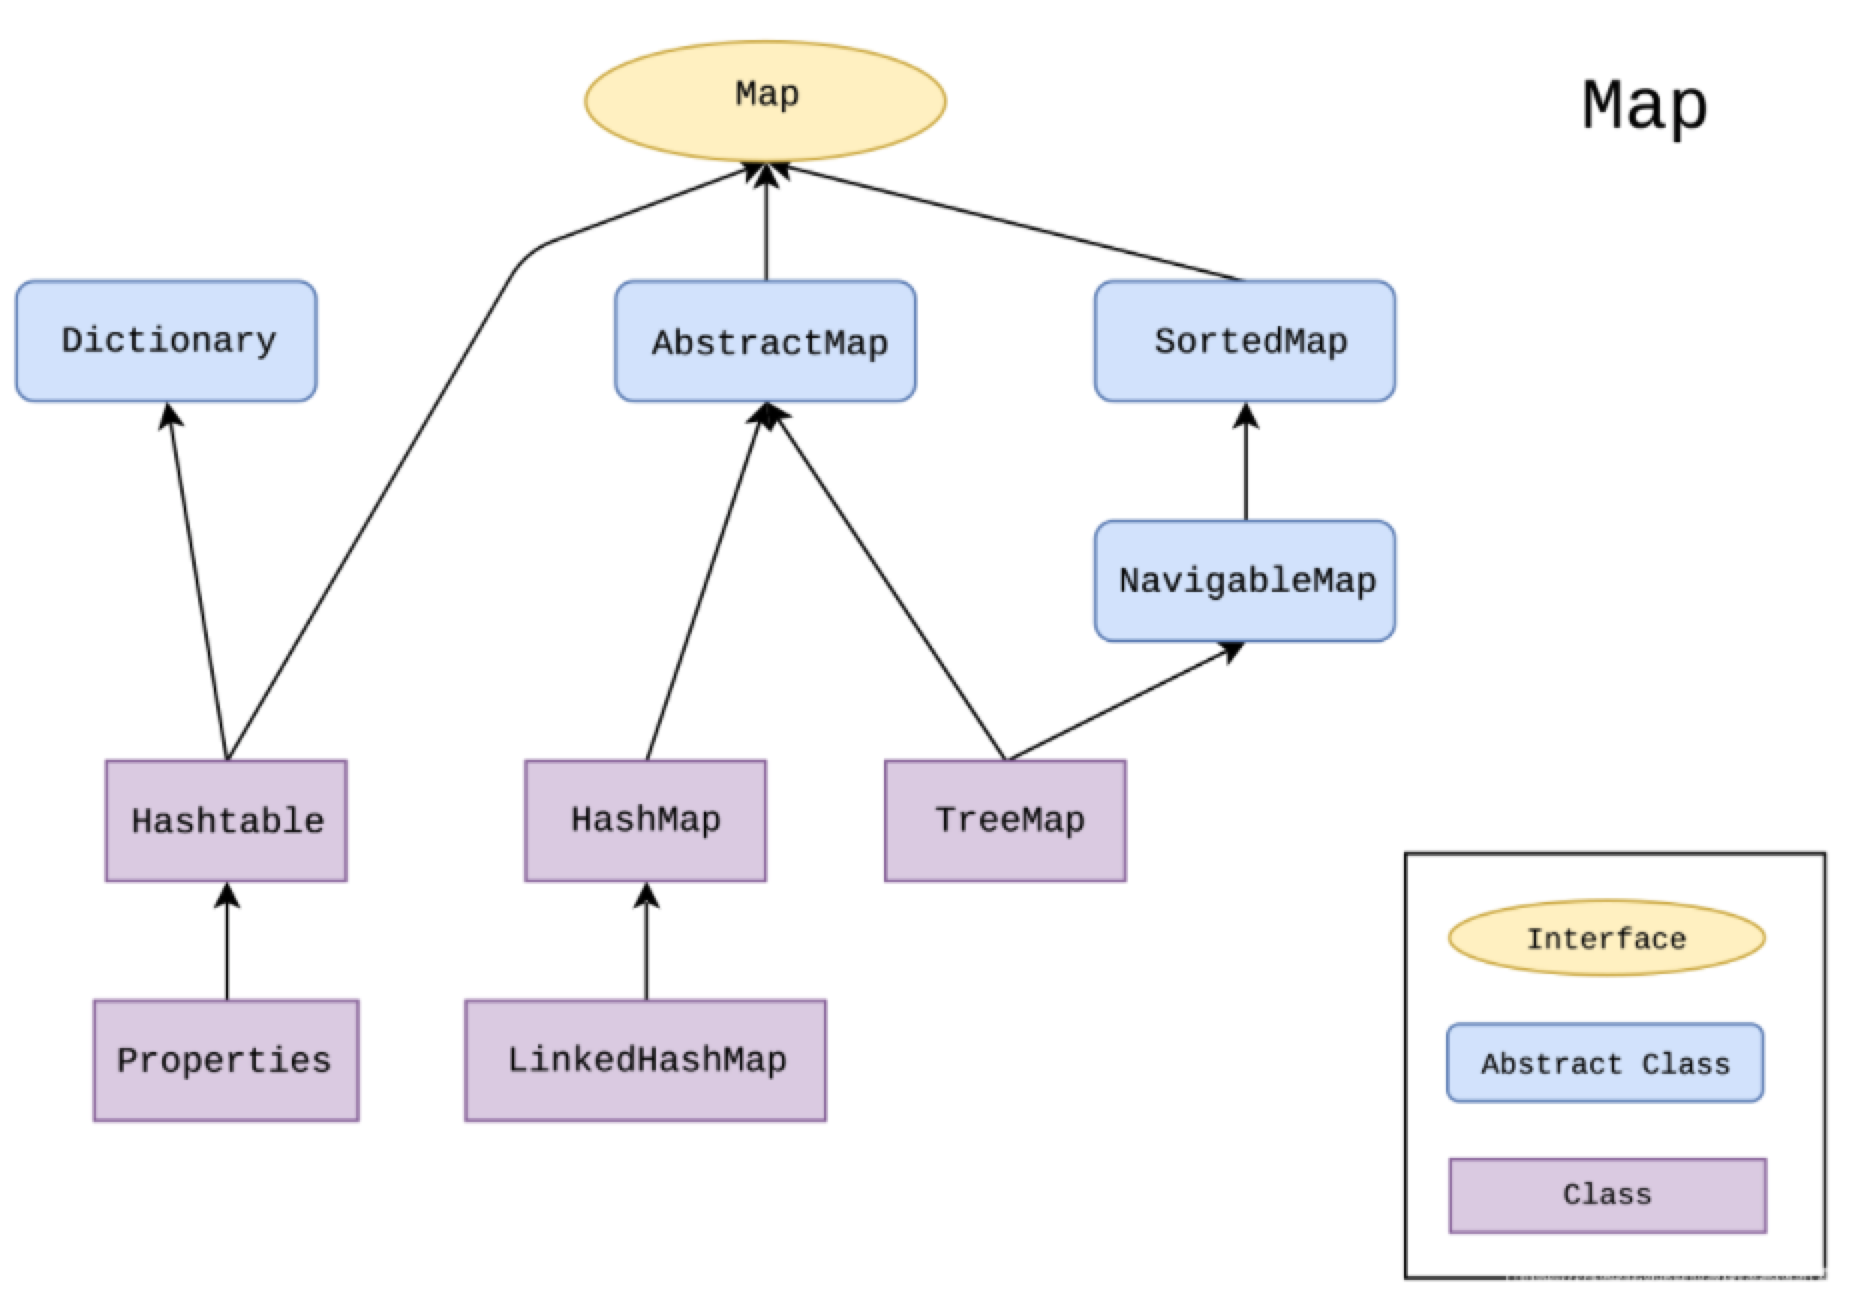 Map
Map
Dictionary
AbstractMap
SortedMap
NavigableMap
Hashtable
HashMap
TreeMap
Properties
LinkedHashMap
Interface
Abstract Class
Class